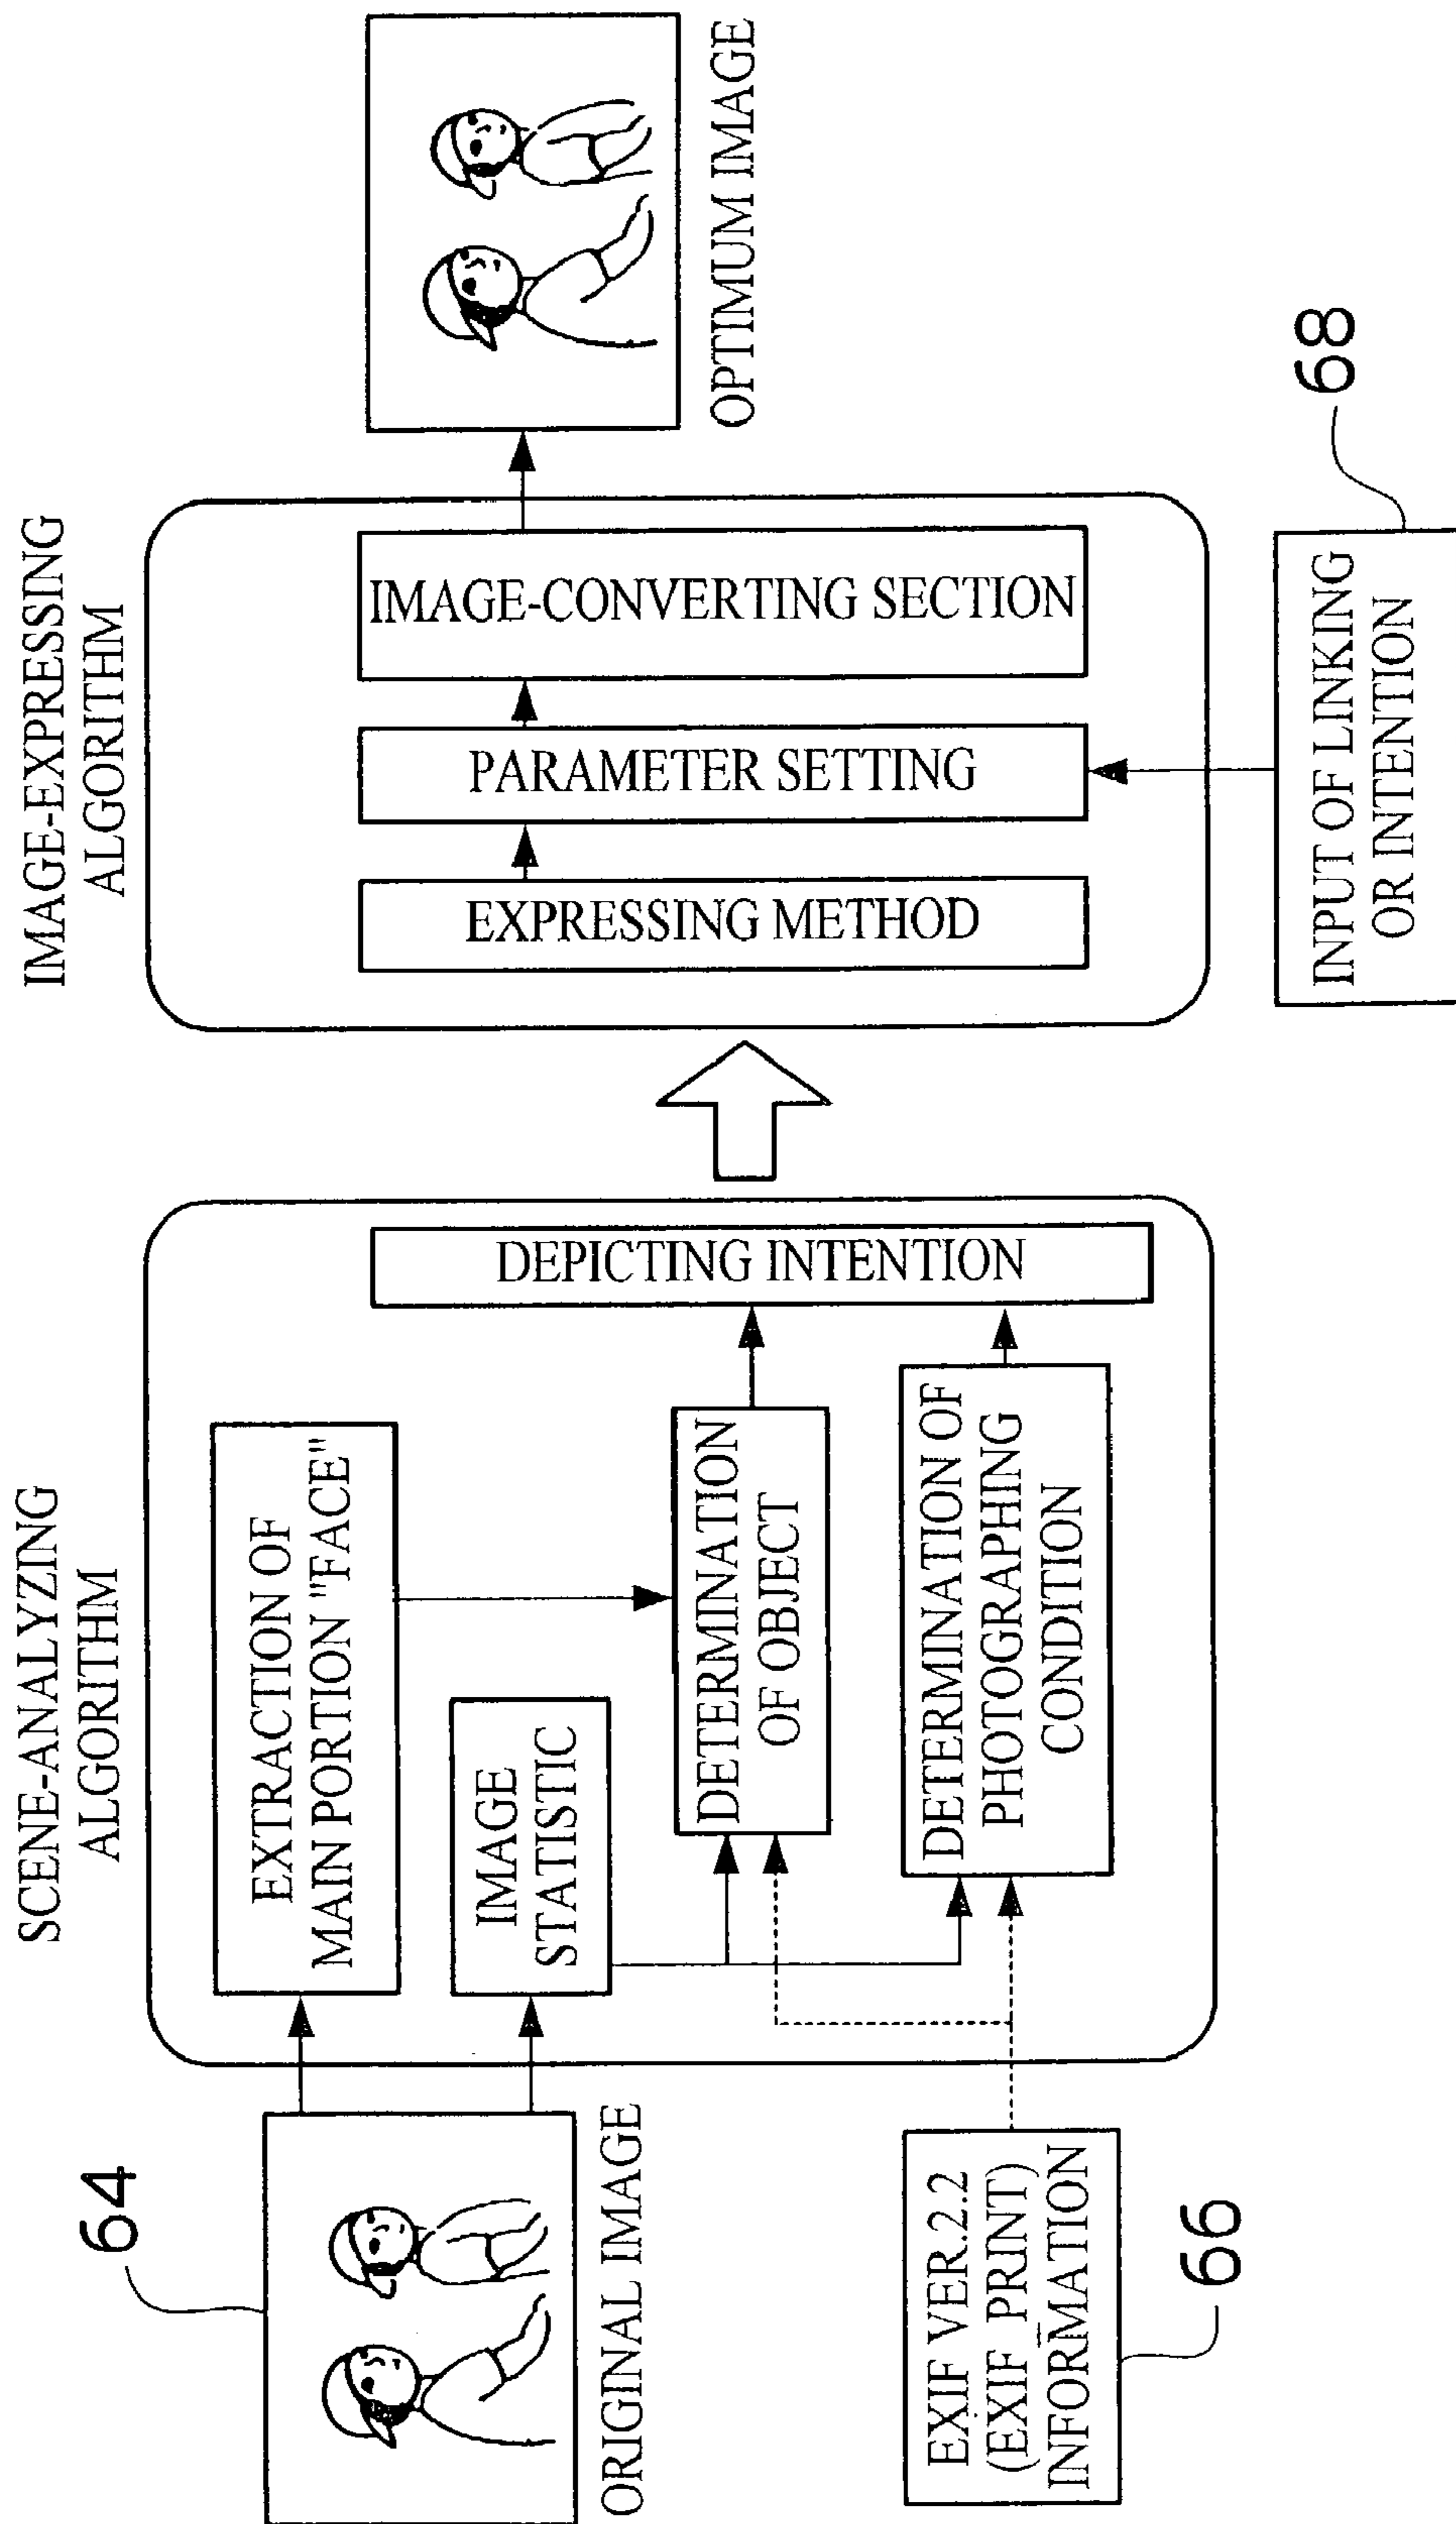 SCENE-ANALYZING
ALGORITHM
IMAGE-EXPRESSING
ALGORITHM
64
ORIGINAL IMAGE
EXIF VER.2.2
(EXIF PRINT)
INFORMATION
66
EXTRACTION OF
MAIN PORTION "FACE"
IMAGE
STATISTIC
DETERMINATION
OF OBJECT
DETERMINATION OF
PHOTOGRAPHING
CONDITION
DEPICTING INTENTION
EXPRESSING METHOD
PARAMETER SETTING
IMAGE-CONVERTING SECTION
INPUT OF LINKING
OR INTENTION
68
OPTIMUM IMAGE